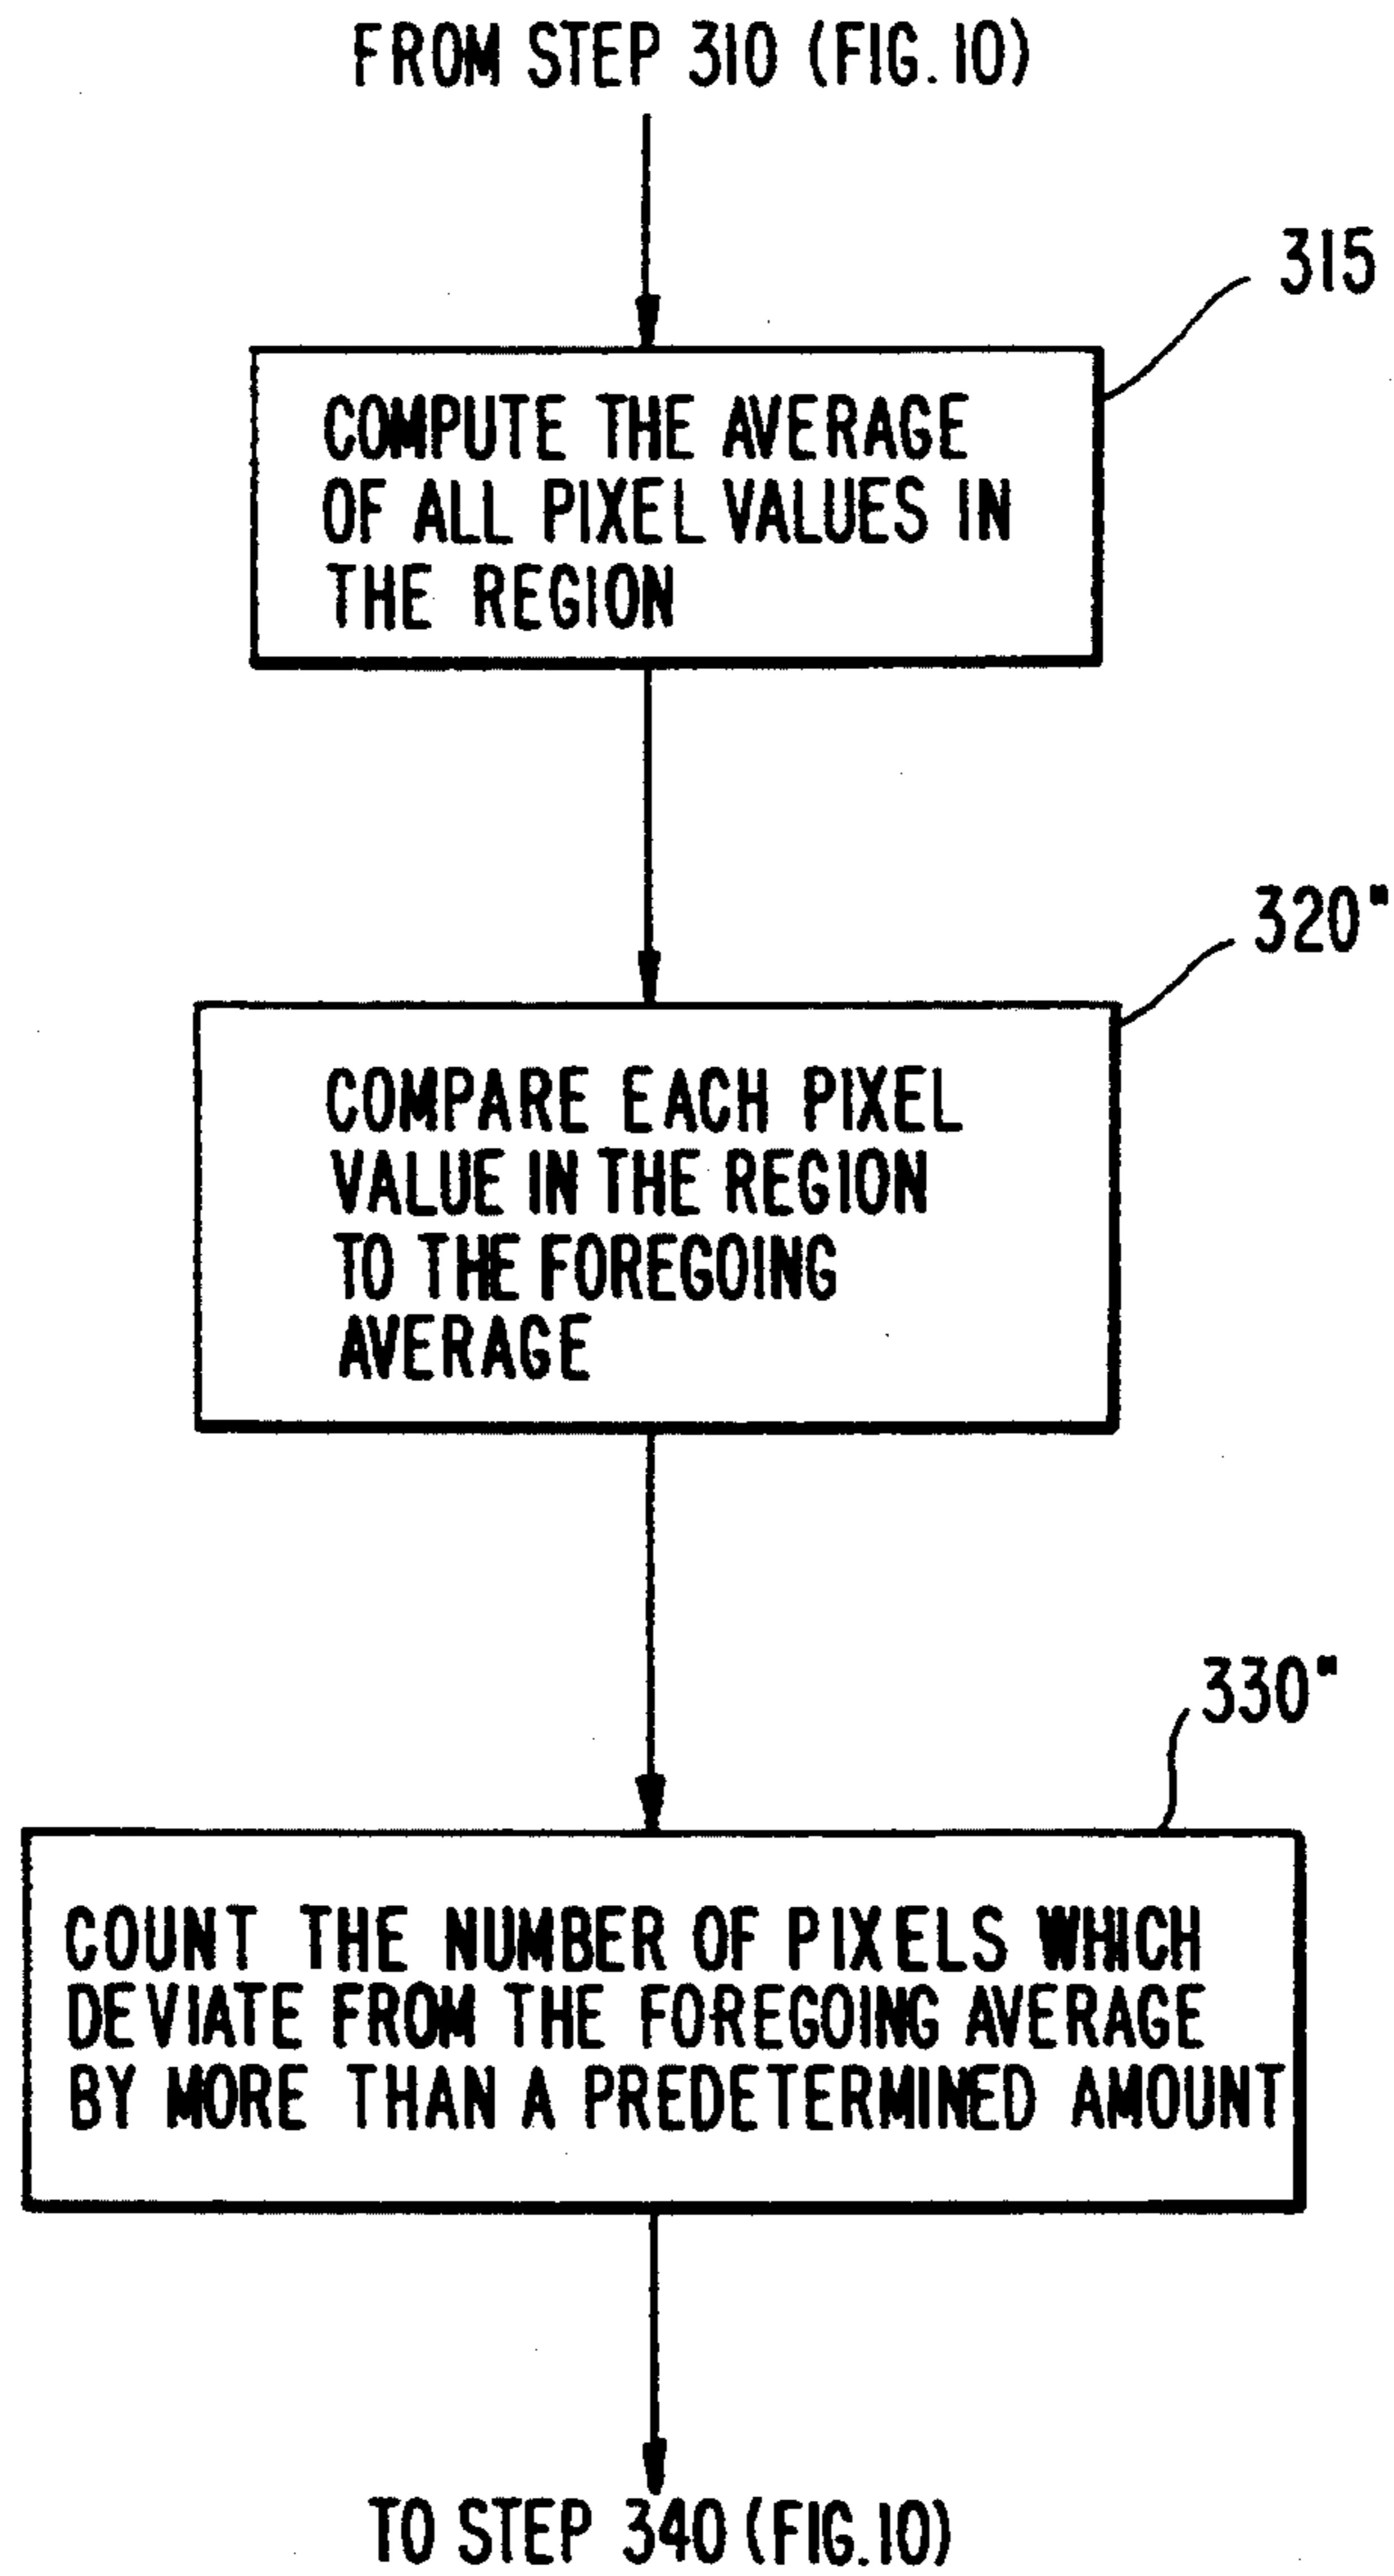 FROM STEP 310 (FIG. 10)
315
COMPUTE THE AVERAGE
OF ALL PIXEL VALUES IN
THE REGION
320"
COMPARE EACH PIXEL
VALUE IN THE REGION
TO THE FOREGOING
AVERAGE
330"
COUNT THE NUMBER OF PIXELS WHICH
DEVIATE FROM THE FOREGOING AVERAGE
BY MORE THAN A PREDETERMINED AMOUNT
TO STEP 340 (FIG. 10)